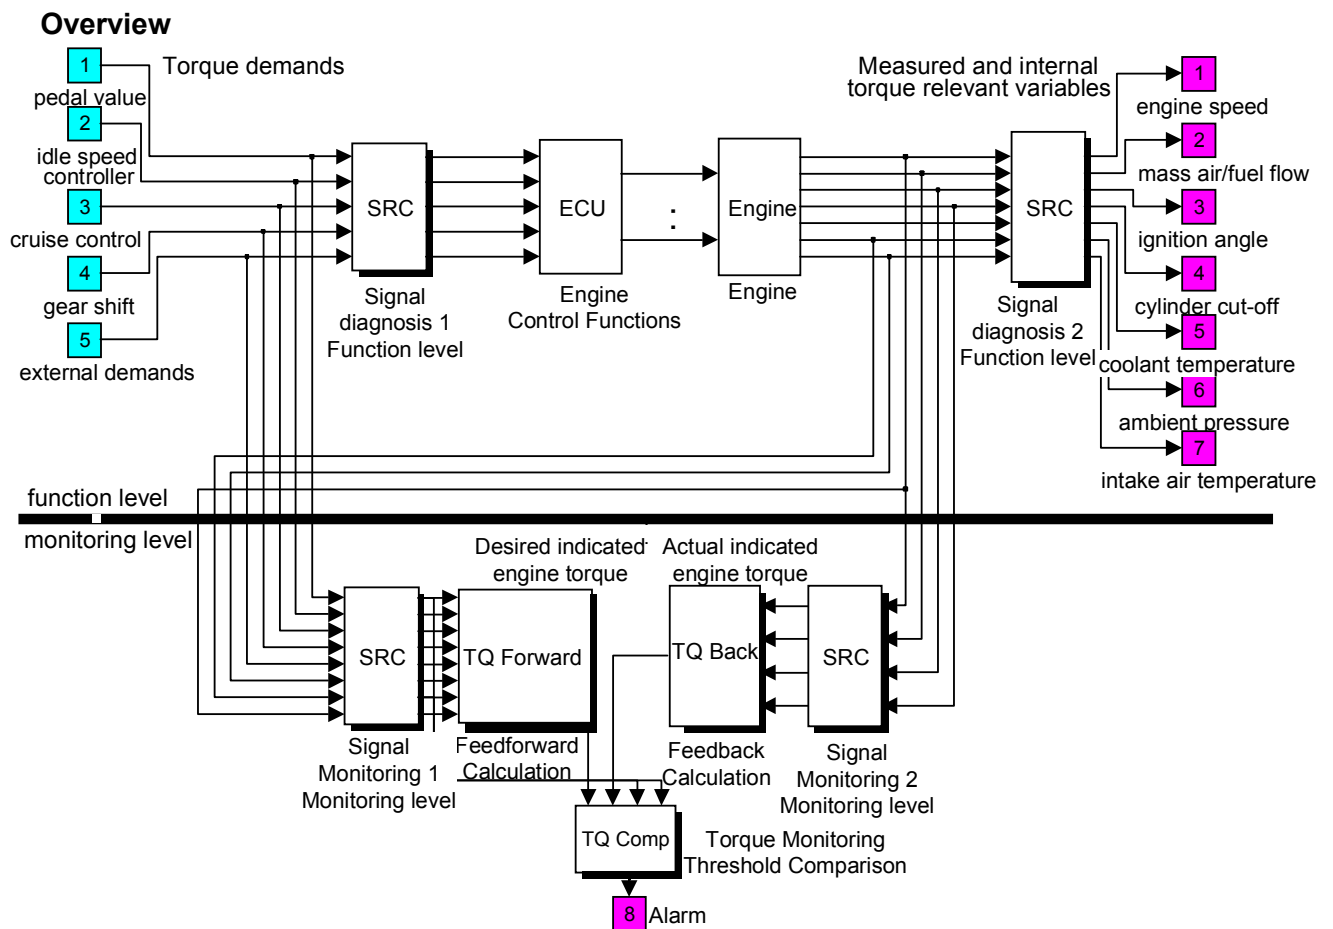 Overview
1
Torque demands
pedal value
2
idle speed
controller
3
cruise control
4
gear shift
5
external demands
SRC
Signal
diagnosis 1
Function level
ECU
Engine
Control Functions
:
Engine
Engine
Measured and internal
torque relevant variables
SRC
Signal
diagnosis 2
Function level
1
engine speed
2
mass air/fuel flow
3
ignition angle
4
cylinder cut-off
5
coolant temperature
6
ambient pressure
7
intake air temperature
function level
monitoring level
Desired indicated
engine torque
Actual indicated
engine torque
SRC
Signal
Monitoring 1
Monitoring level
TQ Forward
Feedforward
Calculation
TQ Back
Feedback
Calculation
SRC
Signal
Monitoring 2
Monitoring level
TQ Comp
Torque Monitoring
Threshold Comparison
8
Alarm